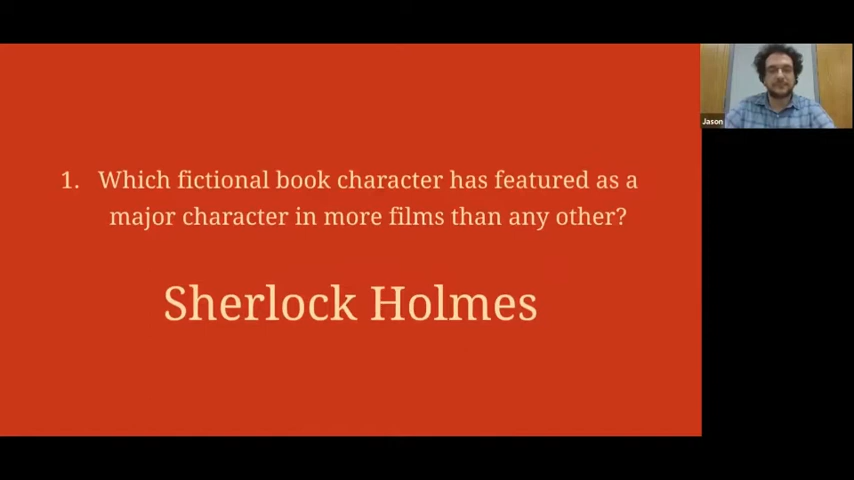 1. Which fictional book character has featured as a
major character in more films than any other?
Sherlock Holmes
Jason